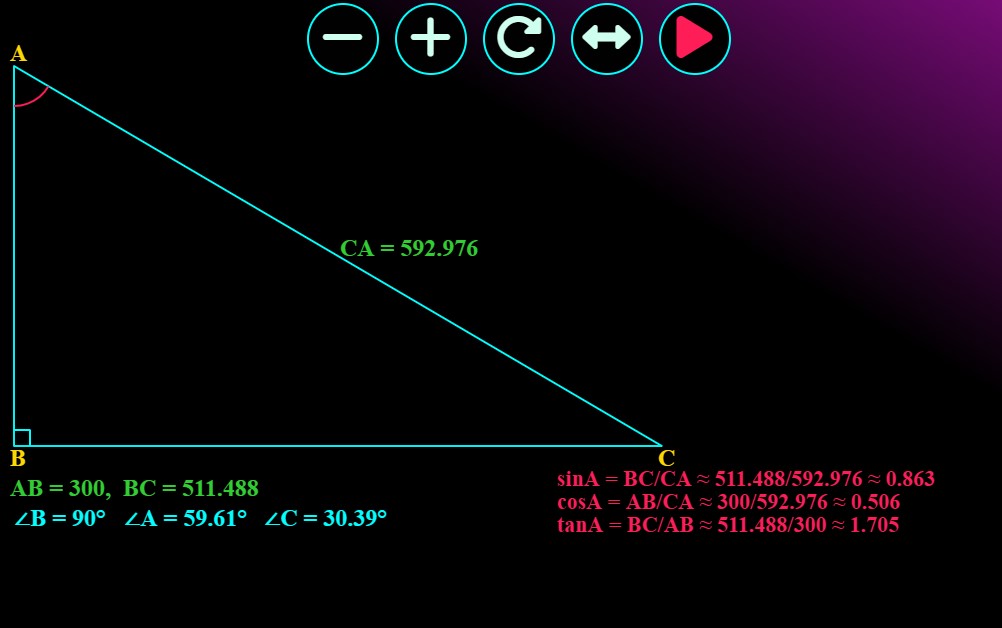 A
CA = 592.976
B
C
AB = 300, BC = 511.488
∠B = 90° ∠A = 59.61° ∠C = 30.39°
sinA = BC/CA ≈ 511.488/592.976 ≈ 0.863
cosA = AB/CA ≈ 300/592.976 ≈ 0.506
tanA = BC/AB ≈ 511.488/300 ≈ 1.705